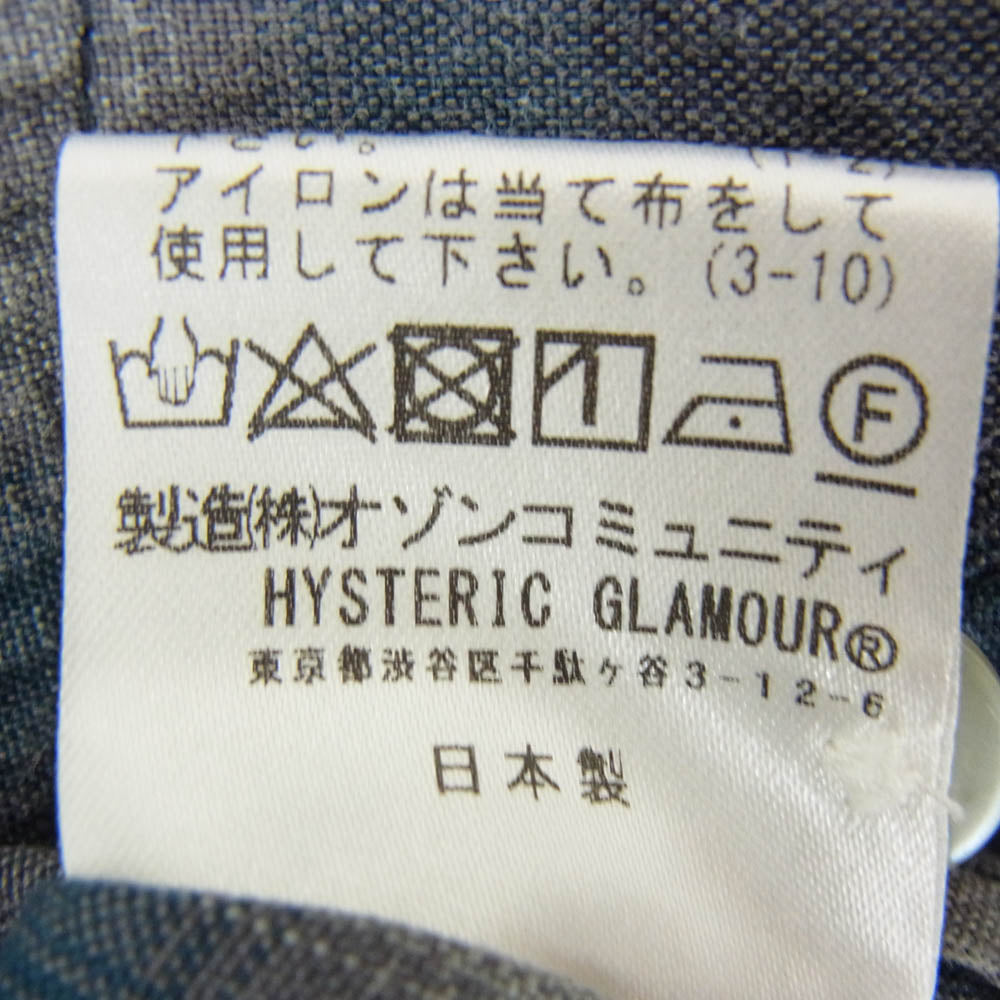 アイロンは当て布をして
使用して下さい。(3-10)
F
製造(株)オゾンコミュニティ
HYSTERIC GLAMOUR®
東京都渋谷区千駄ケ谷3-12-6
日本製